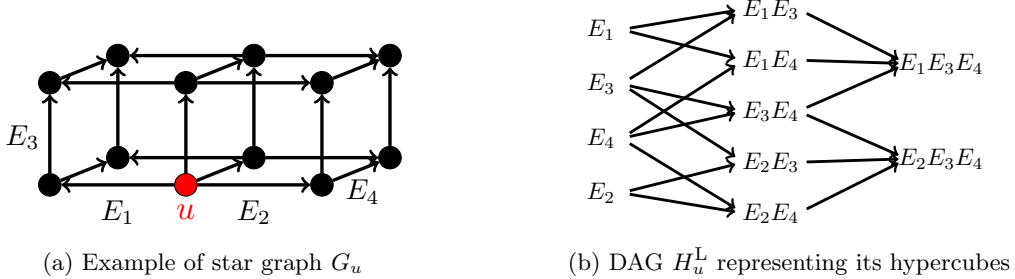 E₃
E₁
u
E₂
E₄
(a) Example of star graph Gᵤ
E₁
E₃
E₄
E₂
E₁E₃
E₁E₄
E₃E₄
E₂E₃
E₂E₄
E₁E₃E₄
E₂E₃E₄
(b) DAG Hᵤᴸ representing its hypercubes